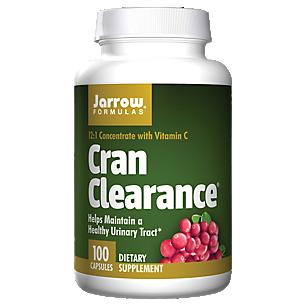 Jarrow
FORMULAS
12:1 Concentrate with Vitamin C
Cran
Clearance®
Helps Maintain a
Healthy Urinary Tract*
100 DIETARY
CAPSULES SUPPLEMENT